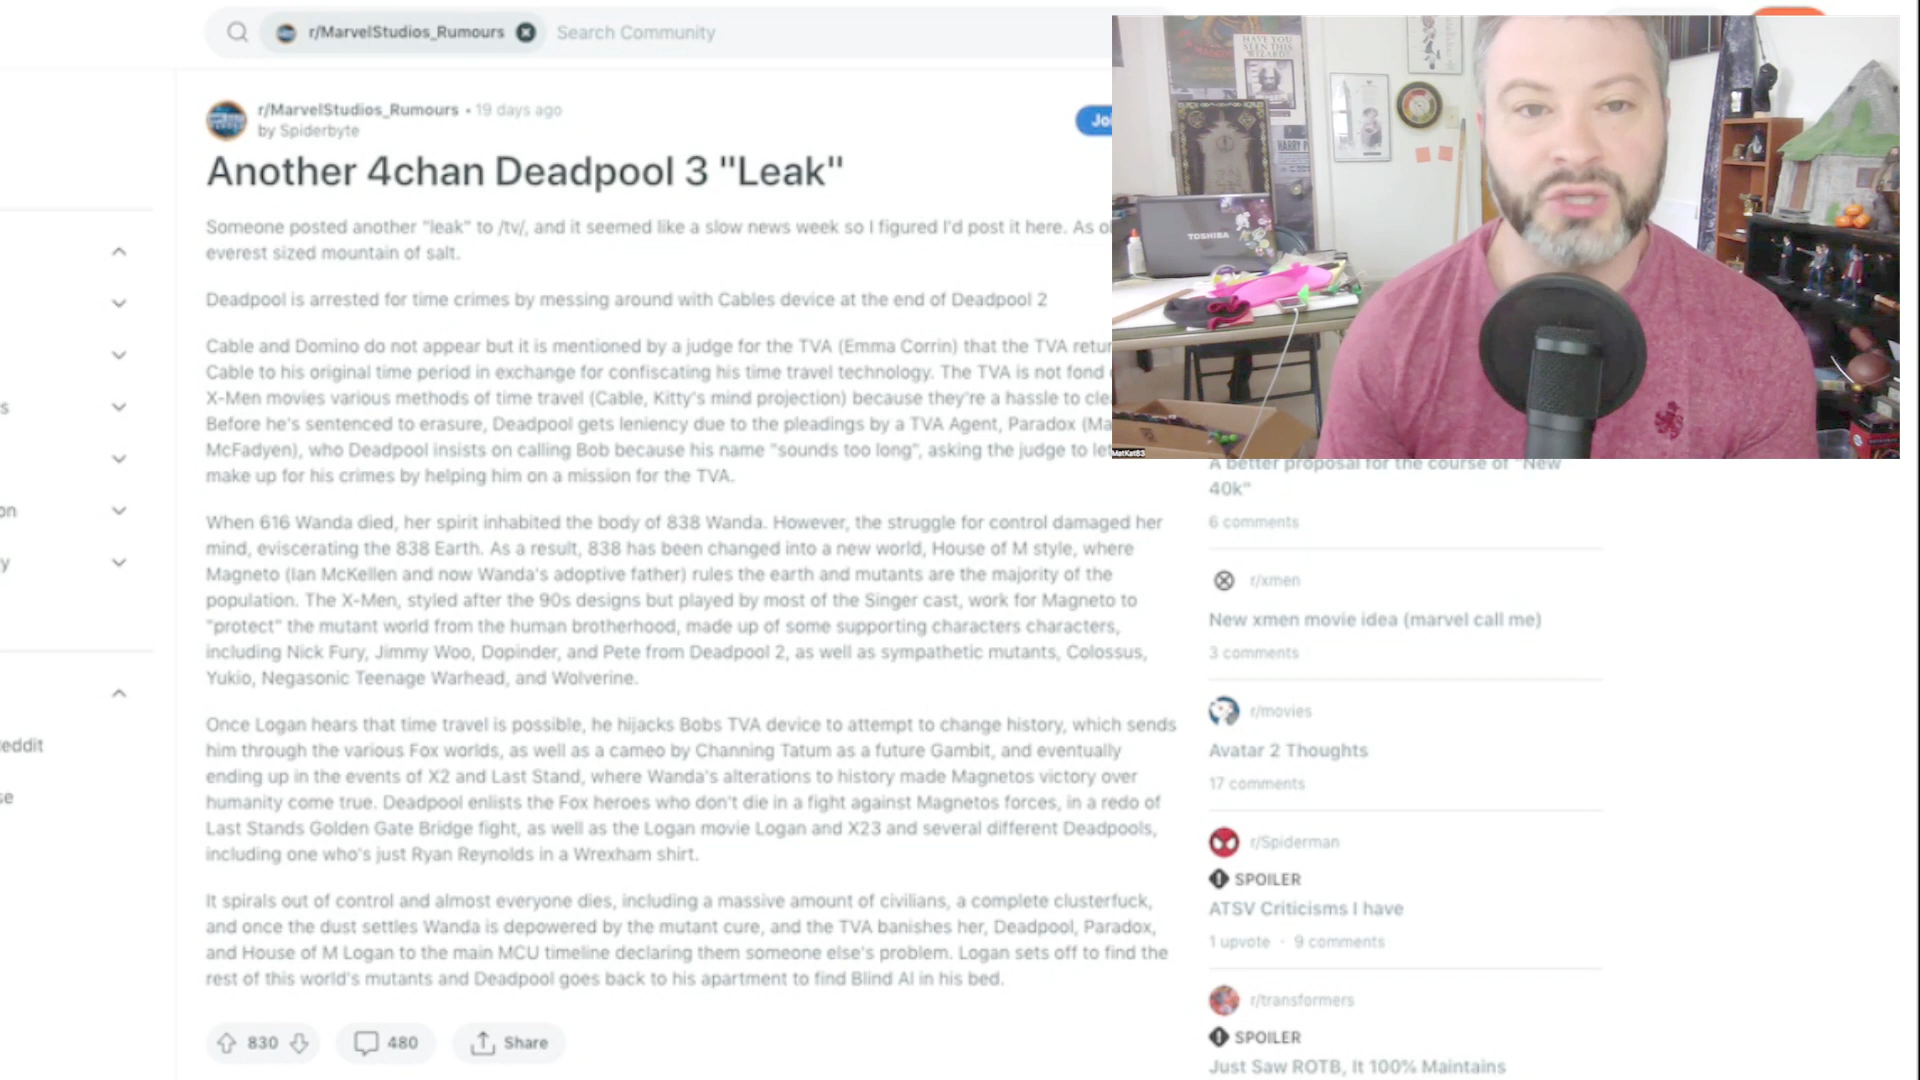 r/MarvelStudios_Rumours
Search Community
r/MarvelStudios_Rumours • 19 days ago
by Spiderbyte
Another 4chan Deadpool 3 "Leak"
Someone posted another "leak" to /tv/, and it seemed like a slow news week so I figured I'd post it here. As
everest sized mountain of salt.
Deadpool is arrested for time crimes by messing around with Cables device at the end of Deadpool 2
Cable and Domino do not appear but it is mentioned by a judge for the TVA (Emma Corrin) that the TVA
Cable to his original time period in exchange for confiscating his time travel technology. The TVA is not fond
X-Men movies various methods of time travel (Cable, Kitty's mind projection) because they're a hassle to
Before he's sentenced to erasure, Deadpool gets leniency due to the pleadings by a TVA Agent, Paradox
McFadyen), who Deadpool insists on calling Bob because his name "sounds too long", asking the judge to
make up for his crimes by helping him on a mission for the TVA.
When 616 Wanda died, her spirit inhabited the body of 838 Wanda. However, the struggle for control damaged her
mind, eviscerating the 838 Earth. As a result, 838 has been changed into a new world, House of M style, where
Magneto (Ian McKellen and now Wanda's adoptive father) rules the earth and mutants are the majority of the
population. The X-Men, styled after the 90s designs but played by most of the Singer cast, work for Magneto to
"protect" the mutant world from the human brotherhood, made up of some supporting characters characters,
including Nick Fury, Jimmy Woo, Dopinder, and Pete from Deadpool 2, as well as sympathetic mutants, Colossus,
Yukio, Negasonic Teenage Warhead, and Wolverine.
Once Logan hears that time travel is possible, he hijacks Bobs TVA device to attempt to change history, which sends
him through the various Fox worlds, as well as a cameo by Channing Tatum as a future Gambit, and eventually
ending up in the events of X2 and Last Stand, where Wanda's alterations to history made Magnetos victory over
humanity come true. Deadpool enlists the Fox heroes who don't die in a fight against Magnetos forces, in a redo of
Last Stands Golden Gate Bridge fight, as well as the Logan movie Logan and X23 and several different Deadpools,
including one who's just Ryan Reynolds in a Wrexham shirt.
It spirals out of control and almost everyone dies, including a massive amount of civilians, a complete clusterfuck,
and once the dust settles Wanda is depowered by the mutant cure, and the TVA banishes her, Deadpool, Paradox,
and House of M Logan to the main MCU timeline declaring them someone else's problem. Logan sets off to find the
rest of this world's mutants and Deadpool goes back to his apartment to find Blind Al in his bed.
830
480
Share
HAVE YOU
SEEN THIS
WIZARD?
HARRY P
TOSHIBA
MatKat83
A better proposal for the course of "New
40k"
6 comments
r/xmen
New xmen movie idea (marvel call me)
3 comments
r/movies
Avatar 2 Thoughts
17 comments
r/Spiderman
SPOILER
ATSV Criticisms I have
1 upvote · 9 comments
r/transformers
SPOILER
Just Saw ROTB, It 100% Maintains